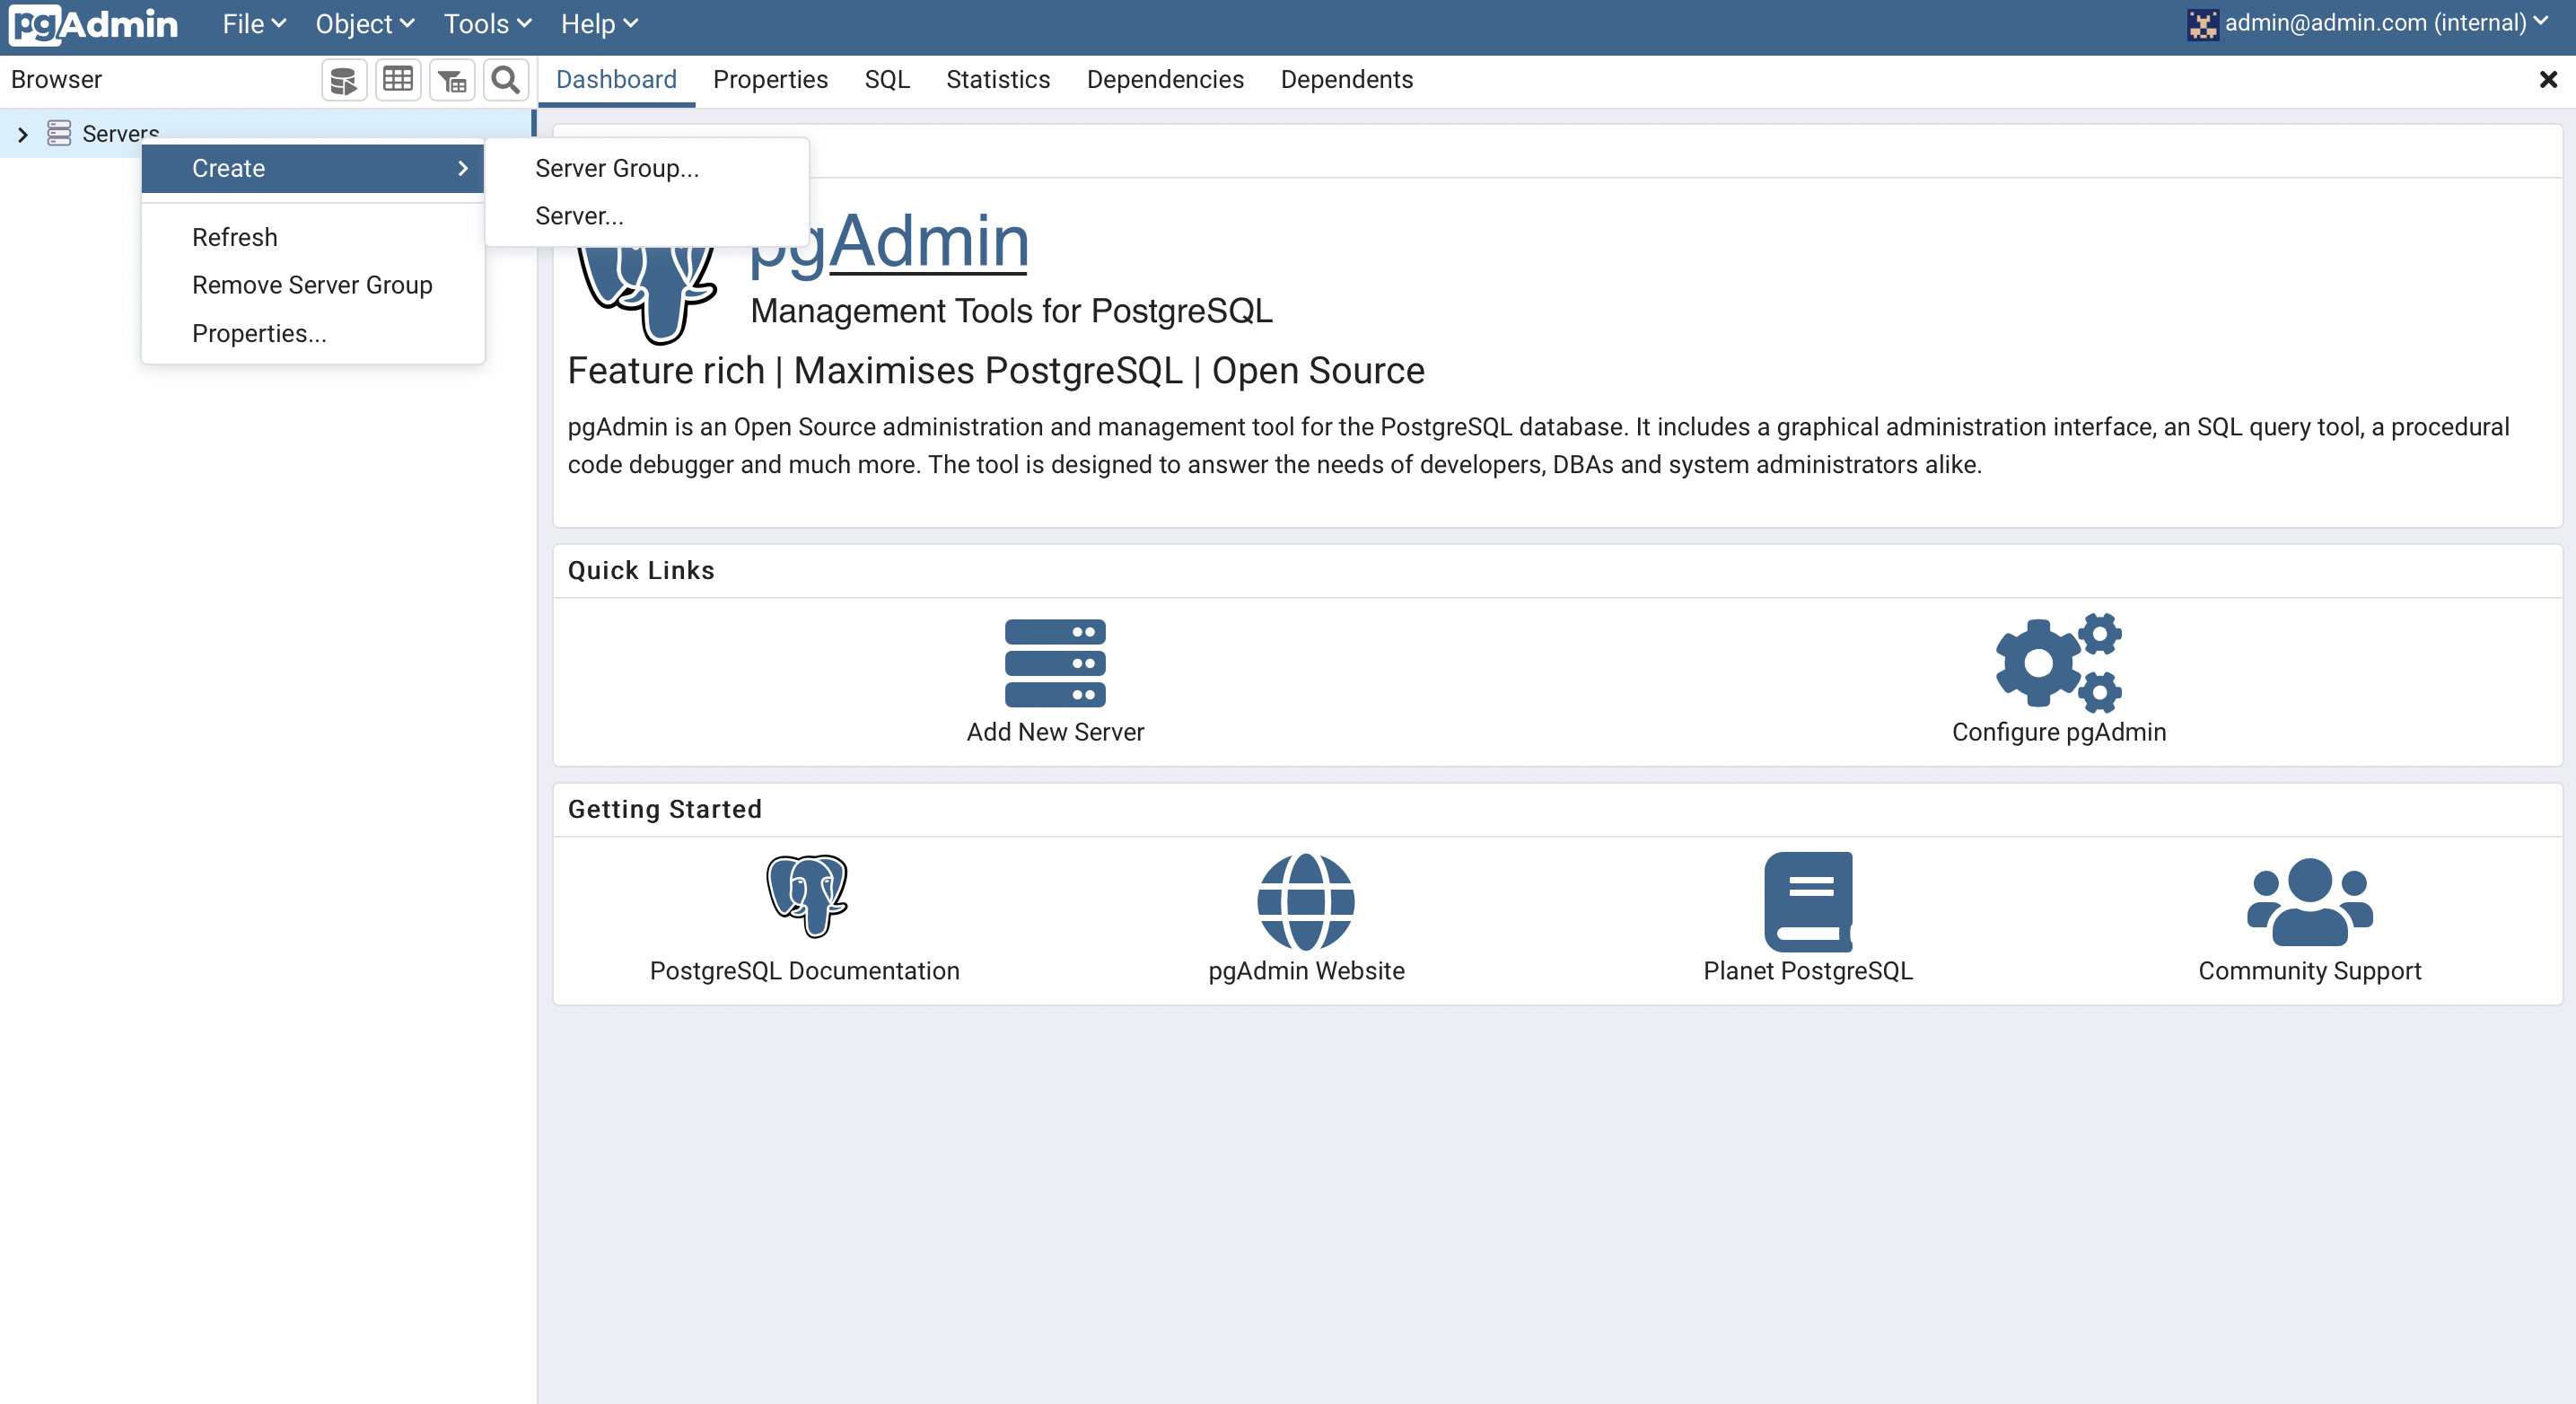 pgAdmin File Object Tools Help admin@admin.com (internal)
Browser Dashboard Properties SQL Statistics Dependencies Dependents
Servers
Create
Server Group...
Server...
Refresh
Remove Server Group
Properties...
pgAdmin
Management Tools for PostgreSQL
Feature rich | Maximises PostgreSQL | Open Source
pgAdmin is an Open Source administration and management tool for the PostgreSQL database. It includes a graphical administration interface, an SQL query tool, a procedural
code debugger and much more. The tool is designed to answer the needs of developers, DBAs and system administrators alike.
Quick Links
Add New Server Configure pgAdmin
Getting Started
PostgreSQL Documentation pgAdmin Website Planet PostgreSQL Community Support